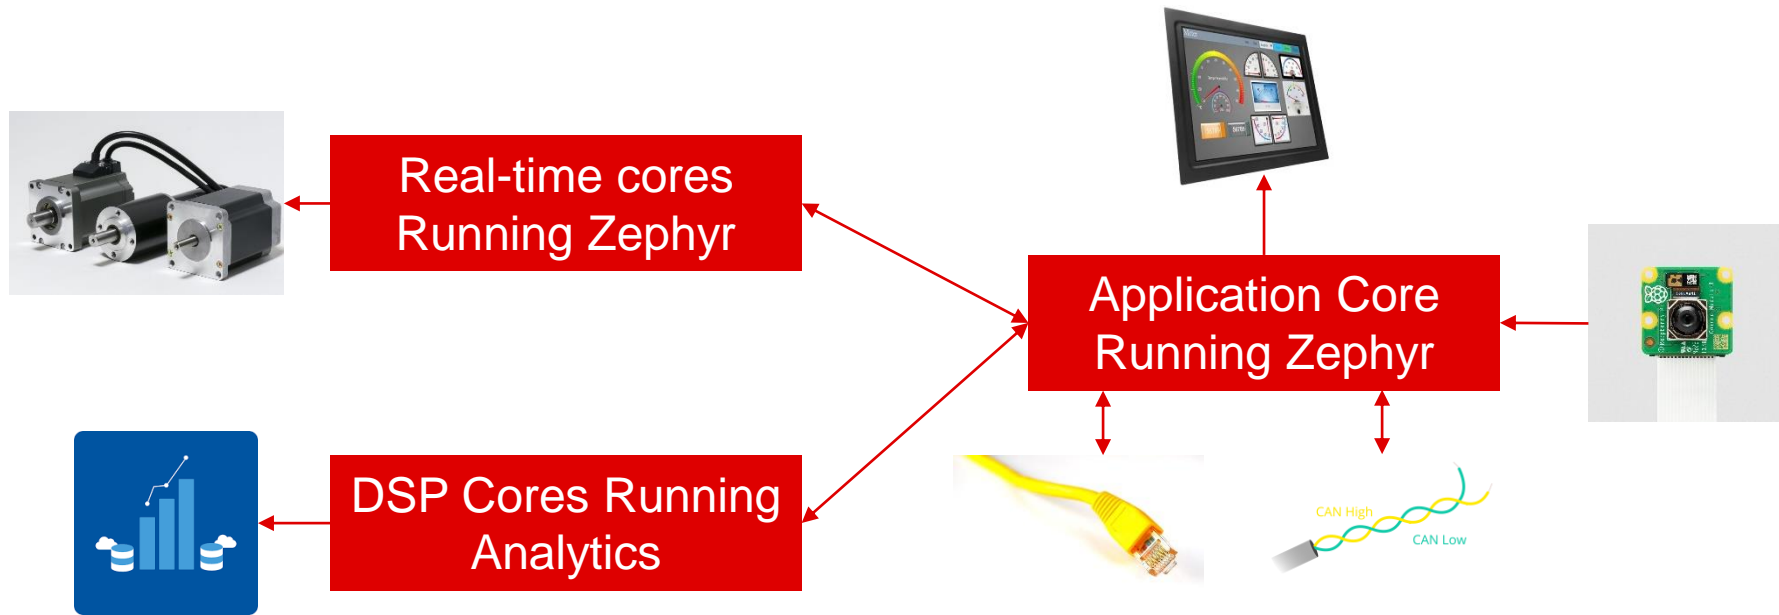 Real-time cores
Running Zephyr
Application Core
Running Zephyr
DSP Cores Running
Analytics
CAN High
CAN Low